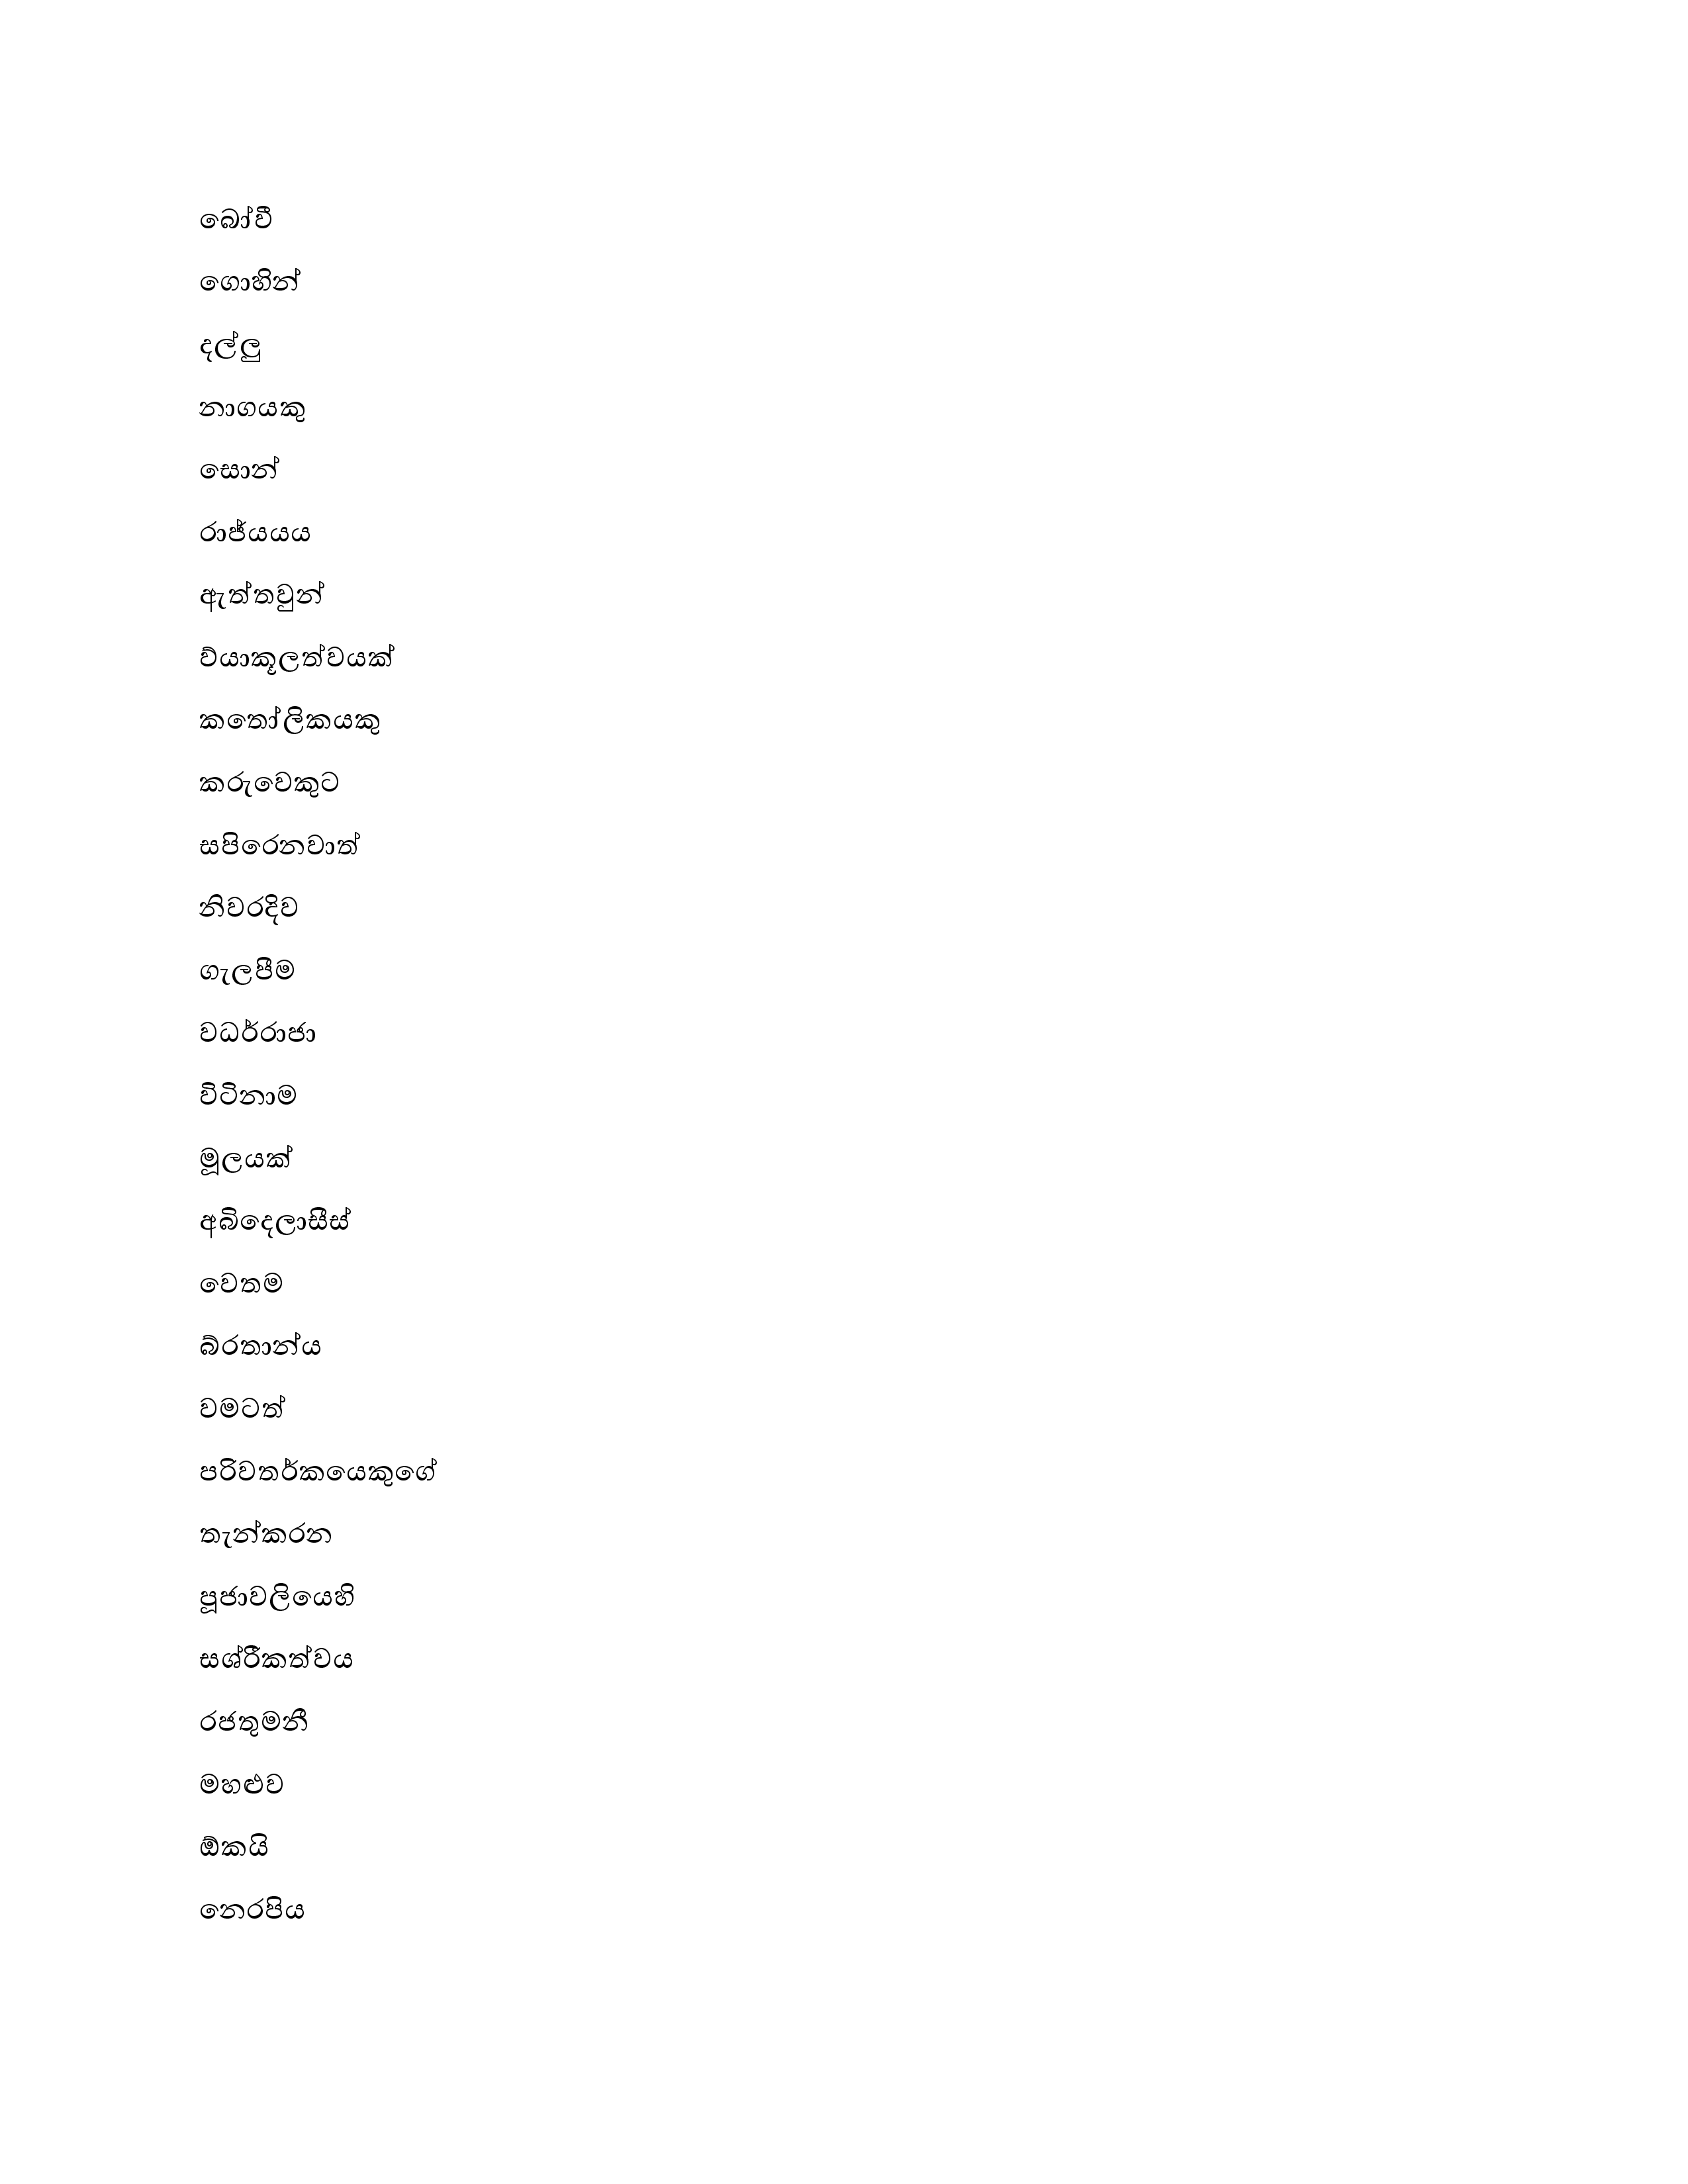 බෝවී
ගොහින්
දල්ලු
නාගයකු
සොන්
රාජ්යයය
ඇත්තවුන්
ව්යාකූලත්වයක්
කතෝලිකයකු
කරුවෙකුට
සපිරෙනවාත්
නිවරදිව
ගැලපීම
වධර්රාජා
විටිනාම
මූලයක්
අබිදෙලාසීස්
වෙතම
බ්රතාන්ය
වමටත්
පරිවතර්කයෙකුගේ
තැන්කරන
පූජාවලියෙහි
සශ්රීකත්වය
රජතුමනී
මහළුව
ඕකයි
නෙරපිය